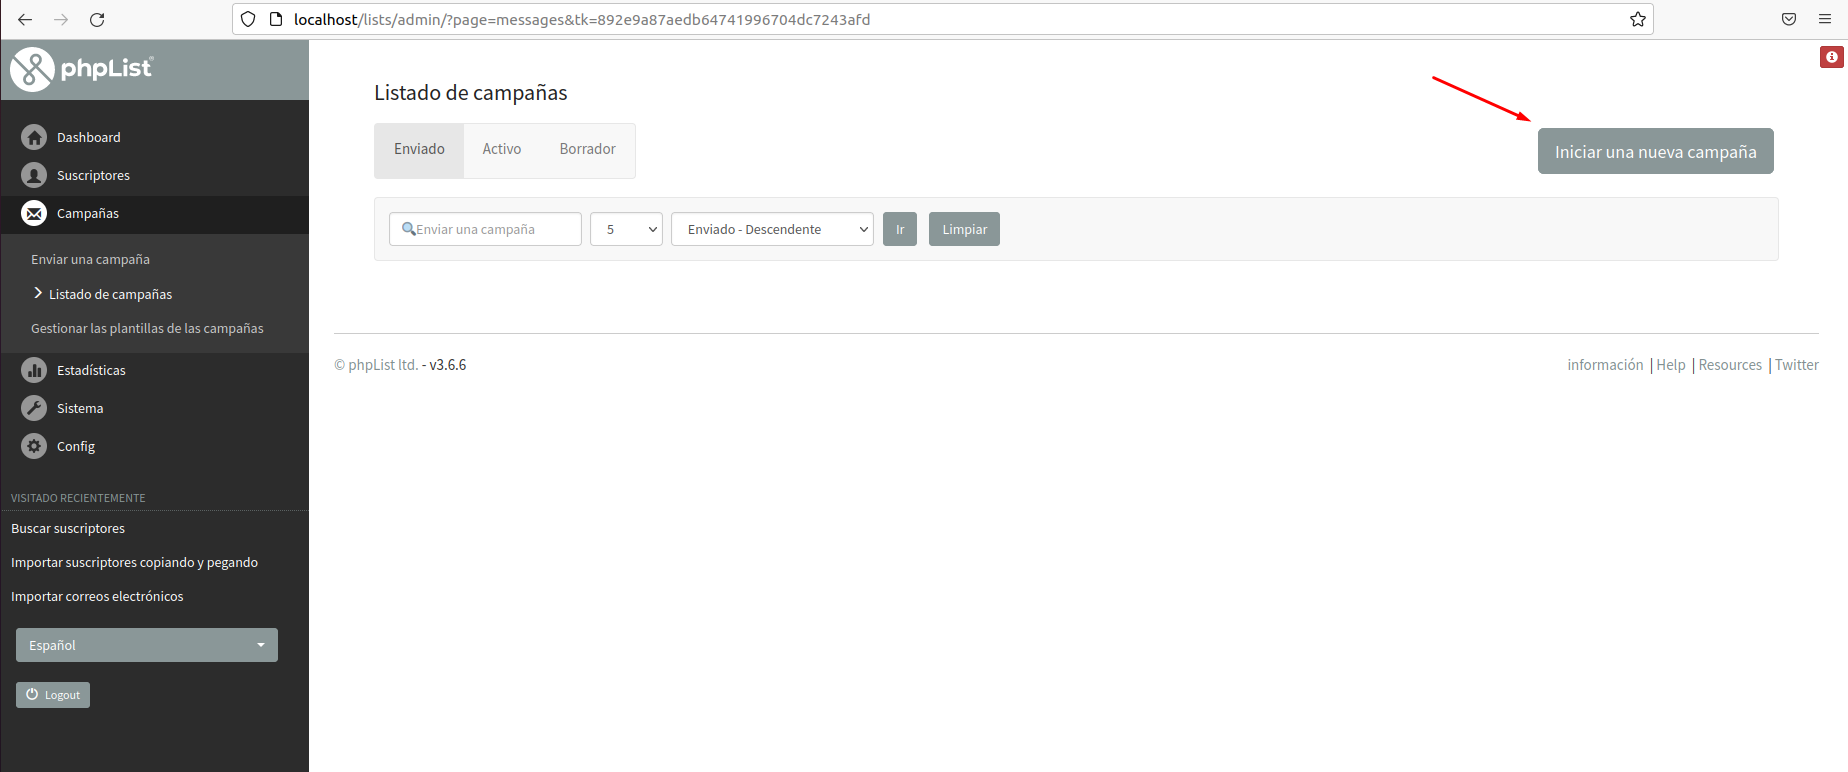 localhost/lists/admin/?page=messages&tk=892e9a87aedb64741996704dc7243afd
phpList
Dashboard
Suscriptores
Campañas
Enviar una campaña
Listado de campañas
Gestionar las plantillas de las campañas
Estadísticas
Sistema
Config
VISITADO RECIENTEMENTE
Buscar suscriptores
Importar suscriptores copiando y pegando
Importar correos electrónicos
Español
Logout
Listado de campañas
Enviado Activo Borrador
Iniciar una nueva campaña
Enviar una campaña 5 Enviado - Descendente Ir Limpiar
© phpList ltd. - v3.6.6
información | Help | Resources | Twitter